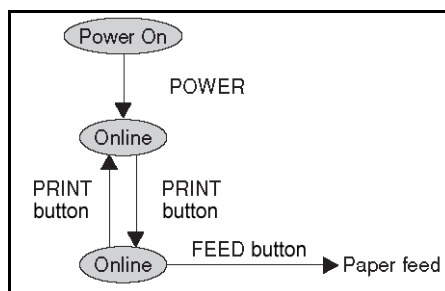 Power On
POWER
Online
PRINT
button
PRINT
button
FEED button
Online
Paper feed